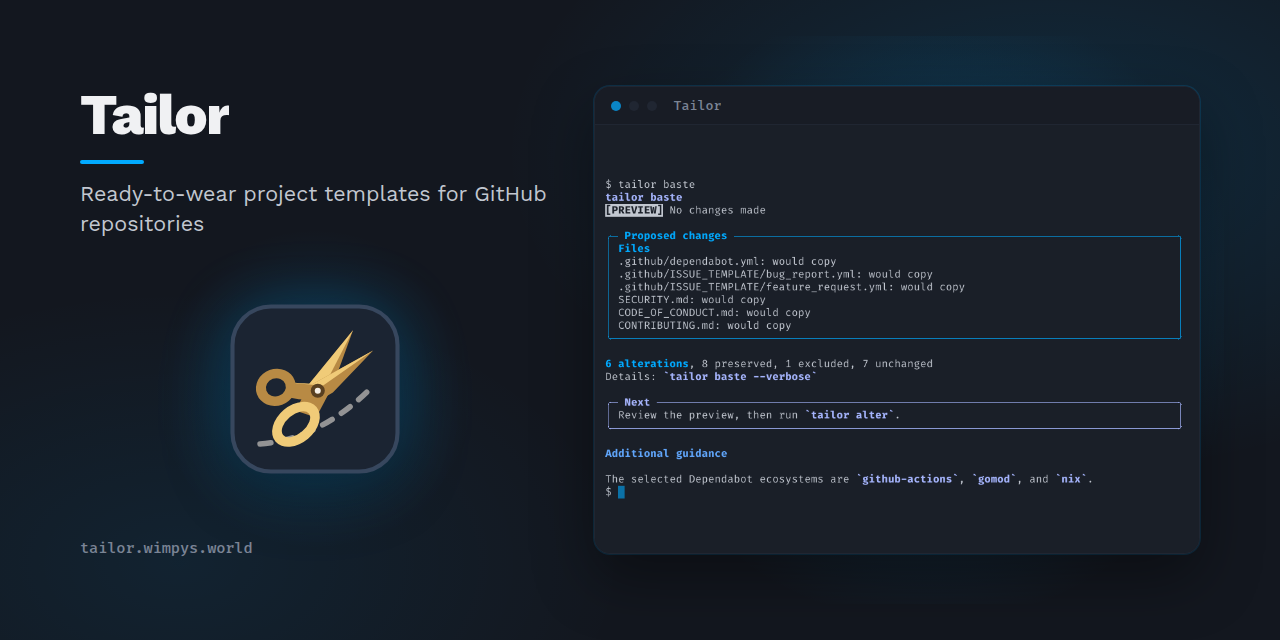 Tailor
Ready-to-wear project templates for GitHub
repositories
tailor.wimpys.world
Tailor
$ tailor baste
tailor baste
[PREVIEW] No changes made
Proposed changes
Files
.github/dependabot.yml: would copy
.github/ISSUE_TEMPLATE/bug_report.yml: would copy
.github/ISSUE_TEMPLATE/feature_request.yml: would copy
SECURITY.md: would copy
CODE_OF_CONDUCT.md: would copy
CONTRIBUTING.md: would copy
6 alterations, 8 preserved, 1 excluded, 7 unchanged
Details: `tailor baste --verbose`
Next
Review the preview, then run `tailor alter`.
Additional guidance
The selected Dependabot ecosystems are `github-actions`, `gomod`, and `nix`.
$